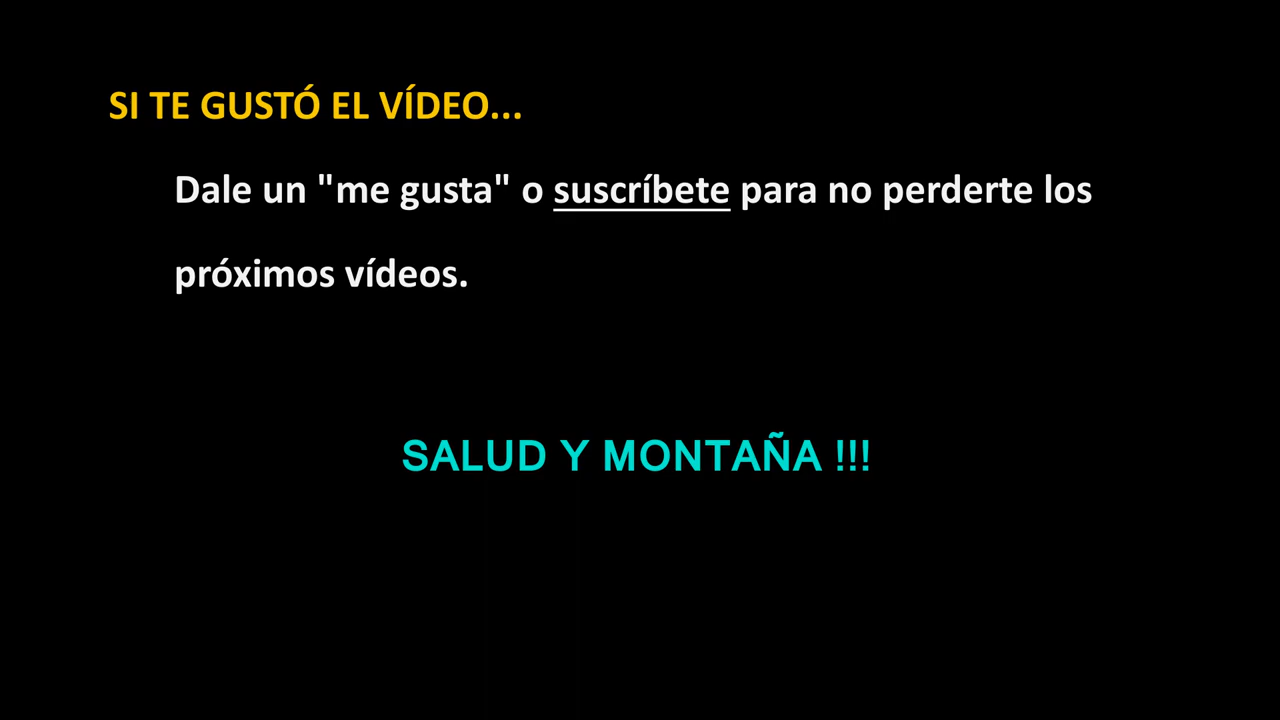 SI TE GUSTÓ EL VÍDEO...
Dale un "me gusta" o suscríbete para no perderte los
próximos vídeos.
SALUD Y MONTAÑA !!!